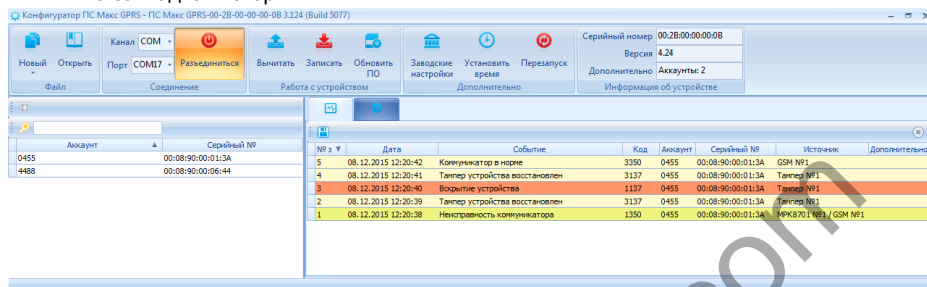 Конфигуратор ПС Макс GPRS - ПС Макс GPRS-00-2B-00-00-00-0B 3.124 (Build 5077)
Новый Открыть
Канал COM
Порт COM17
Разъединиться
Вычитать Записать Обновить ПО
Заводские настройки Установить время Перезапуск
Серийный номер 00:2B:00:00:00:0B
Версия 4.24
Дополнительно Аккаунты: 2
Файл Соединение Работа с устройством Дополнительно Информация об устройстве
Аккаунт Серийный №
0455 00:08:90:00:01:3A
4488 00:08:90:00:06:44
№ з Дата Событие Код Аккаунт Серийный № Источник Дополнительно
5 08.12.2015 12:20:42 Коммуникатор в норме 3350 0455 00:08:90:00:01:3A GSM №1
4 08.12.2015 12:20:41 Тампер устройства восстановлен 3137 0455 00:08:90:00:01:3A Тампер №1
3 08.12.2015 12:20:40 Вскрытие устройства 1137 0455 00:08:90:00:01:3A Тампер №1
2 08.12.2015 12:20:39 Тампер устройства восстановлен 3137 0455 00:08:90:00:01:3A Тампер №1
1 08.12.2015 12:20:38 Неисправность коммуникатора 1350 0455 00:08:90:00:01:3A МРК8701 №1 / GSM №1